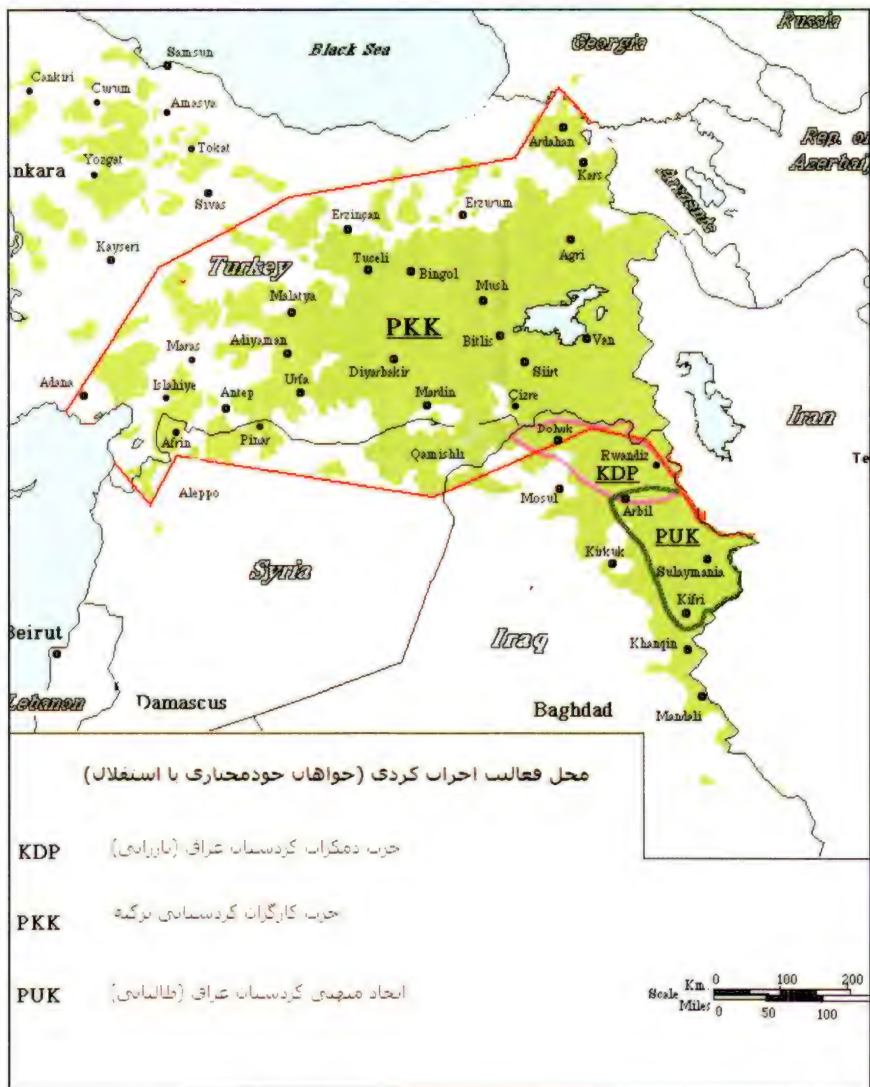 Black Sea
Georgia
Russia
Samsun
Cankiri
Curum
Amasya
Ardahan
Rep. o
Azerbaij
Tokat
Yozgat
nkara
Kars
Armenia
Sivas
Erzincan
Erzurum
Kayseri
Turkey
Tuceli
Bingol
Agri
Malatya
Mush
PKK
Bitlis
Van
Maras
Adiyaman
Diyarbakir
Siirt
Adana
Islahiye
Urfa
Antep
Mardin
Cizre
Iran
Afrin
Pinar
Dohuk
Qamishli
Rwandiz
Te
KDP
Aleppo
Mosul
Arbil
PUK
Kirkuk
Sulaymania
Syria
Kifri
Beirut
Iraq
Khanqin
Lebanon
Damascus
Baghdad
Mandali
محل فعالیت احزاب کردی (خواهان خودمختاری یا استقلال)
KDP حزب دمکرات کردستان عراق (بارزانی)
PKK حزب کارگران کردستانی ترکیه
PUK اتحاد میهنی کردستان عراق (طالبانی)
Scale Km. 0 100 200
Miles 0 50 100